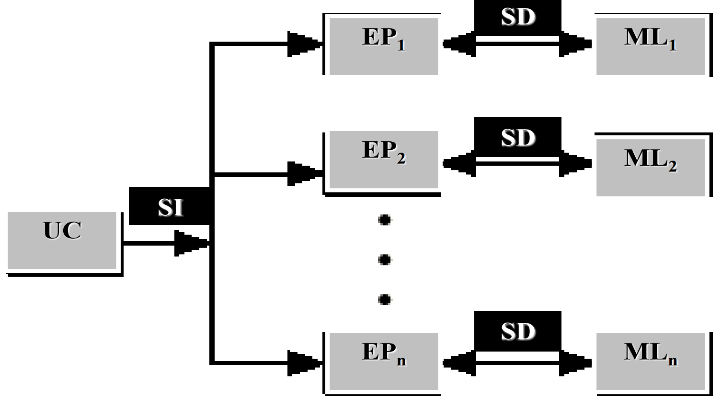 EP₁ SD ML₁
EP₂ SD ML₂
SI
UC
EPₙ SD MLₙ